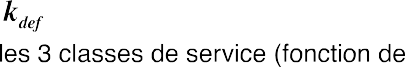 k_def
les 3 classes de service (fonction de